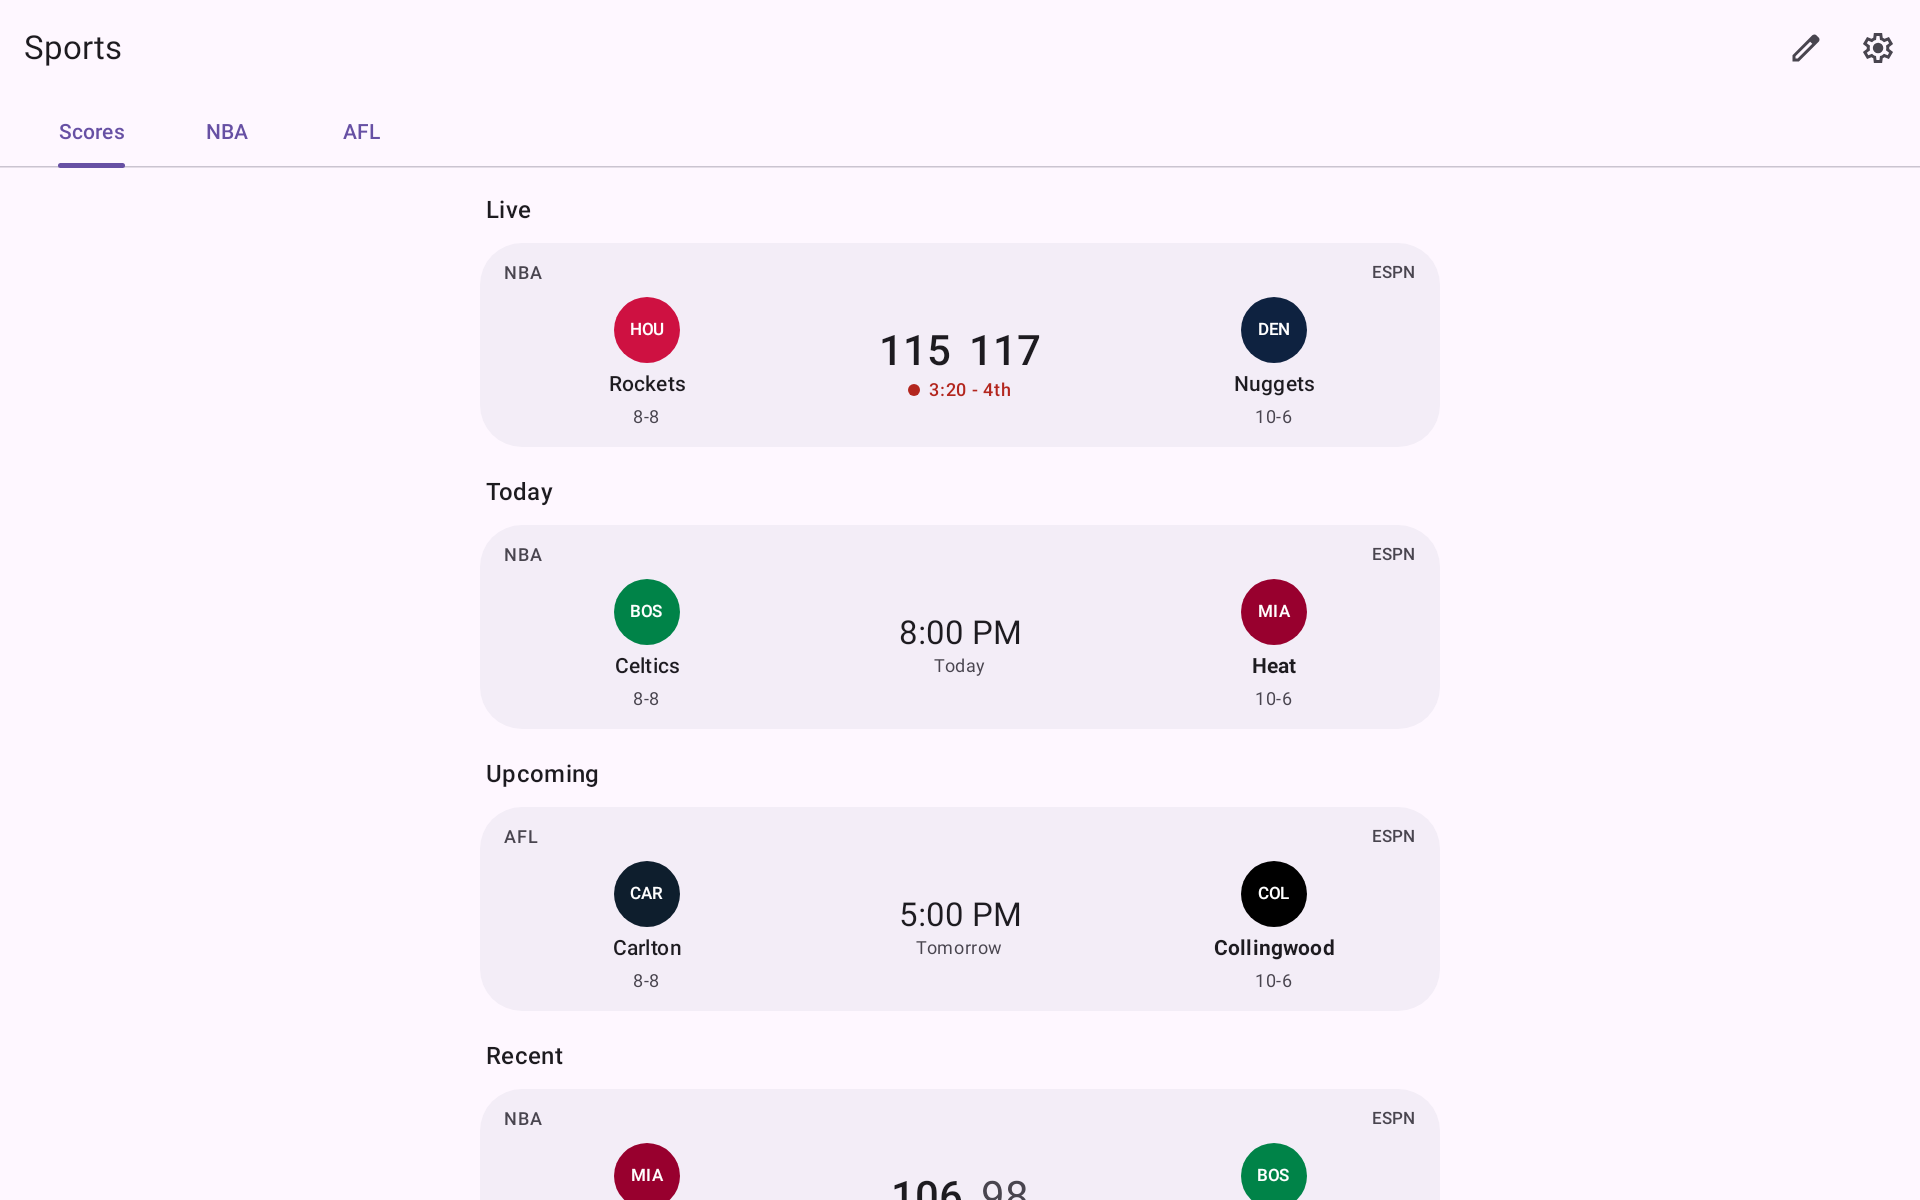 Sports
Scores NBA AFL
Live
NBA ESPN
HOU DEN
115 117
Rockets 3:20 - 4th Nuggets
8-8 10-6
Today
NBA ESPN
BOS MIA
8:00 PM
Celtics Today Heat
8-8 10-6
Upcoming
AFL ESPN
CAR COL
5:00 PM
Carlton Tomorrow Collingwood
8-8 10-6
Recent
NBA ESPN
MIA BOS
106 98